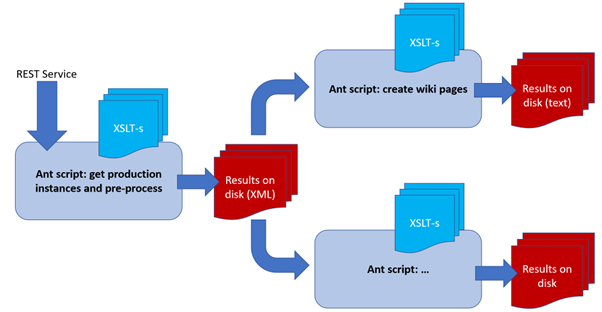 REST Service
XSLT-s
Ant script: get production
instances and pre-process
Results on
disk (XML)
XSLT-s
Ant script: create wiki pages
Results on
disk (text)
XSLT-s
Ant script: ...
Results on
disk